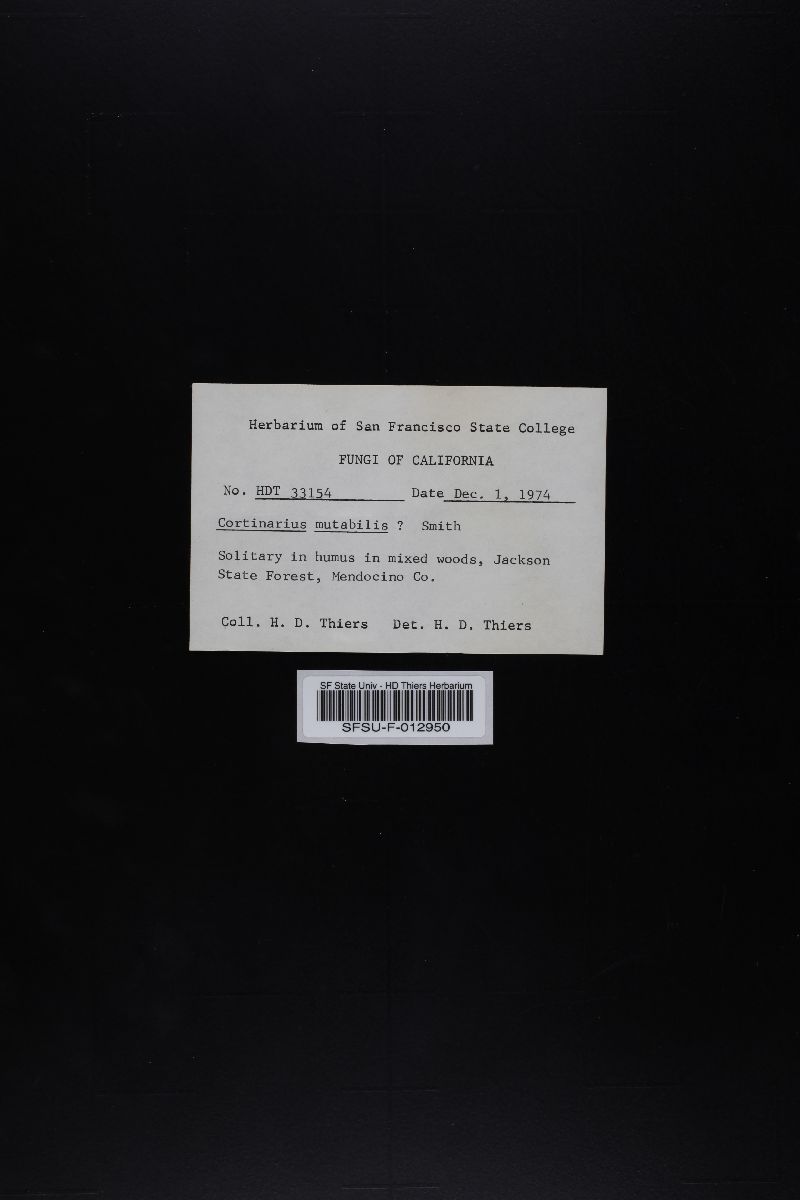 Herbarium of San Francisco State College
FUNGI OF CALIFORNIA
No. HDT 33154 Date Dec. 1, 1974
Cortinarius mutabilis ? Smith
Solitary in humus in mixed woods, Jackson
State Forest, Mendocino Co.
Coll. H. D. Thiers Det. H. D. Thiers
SF State Univ - HD Thiers Herbarium
SFSU-F-012950